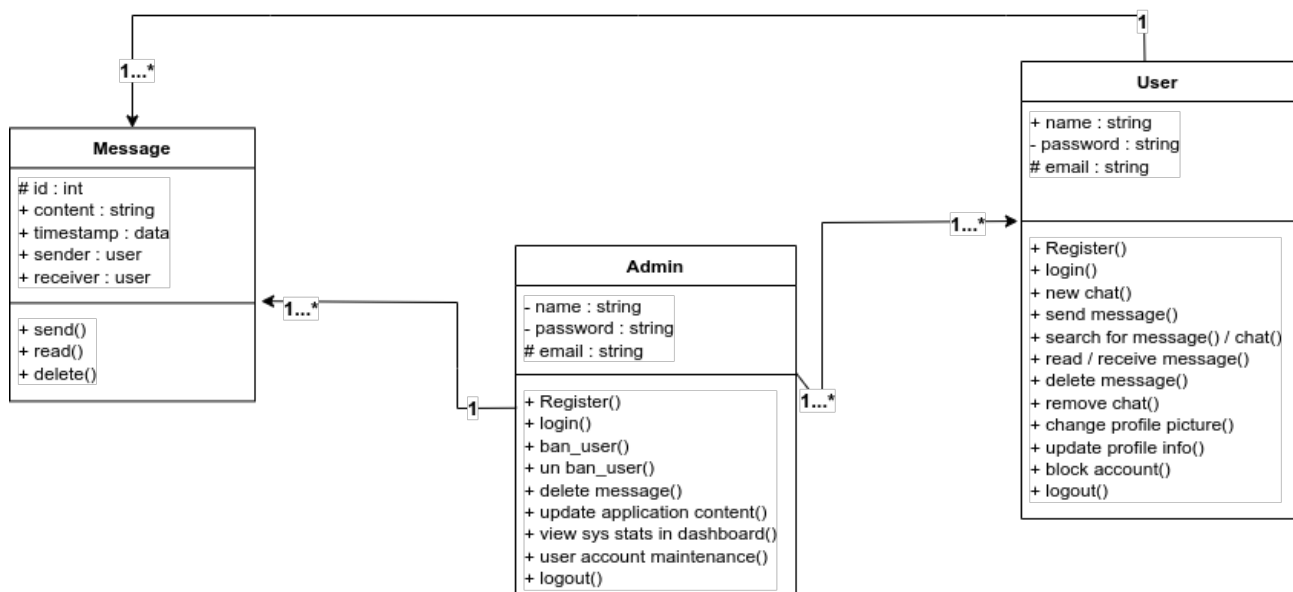 1
1...*
User
+ name : string
- password : string
# email : string
Message
# id : int
+ content : string
+ timestamp : data
+ sender : user
+ receiver : user
+ send()
+ read()
+ delete()
1...*
1
Admin
- name : string
- password : string
# email : string
+ Register()
+ login()
+ ban_user()
+ un ban_user()
+ delete message()
+ update application content()
+ view sys stats in dashboard()
+ user account maintenance()
+ logout()
1...*
1...*
+ Register()
+ login()
+ new chat()
+ send message()
+ search for message() / chat()
+ read / receive message()
+ delete message()
+ remove chat()
+ change profile picture()
+ update profile info()
+ block account()
+ logout()